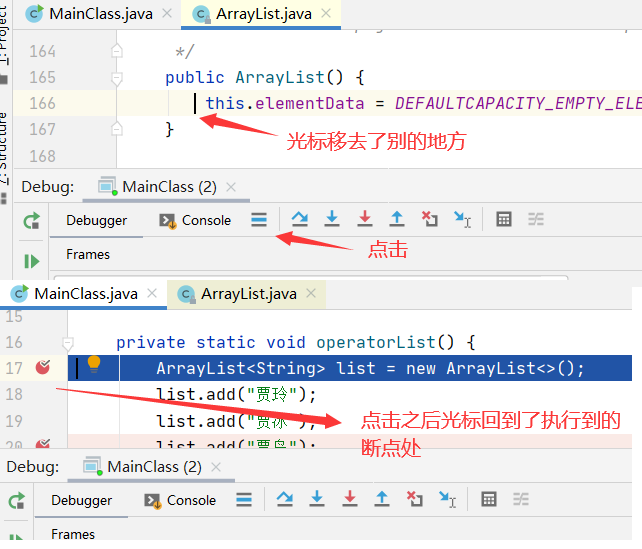 MainClass.java
ArrayList.java
164 */
165 public ArrayList() {
166 this.elementData = DEFAULTCAPACITY_EMPTY_ELE
167 }
168
光标移去了别的地方
1: Project
Z: Structure
Debug: MainClass (2)
Debugger Console
点击
Frames
MainClass.java
ArrayList.java
15
16 private static void operatorList() {
17 ArrayList<String> list = new ArrayList<>();
18 list.add("贾玲");
19 list.add("贾冰");
20 list.add("贾鸟");
点击之后光标回到了执行到的
断点处
Debug: MainClass (2)
Debugger Console
Frames